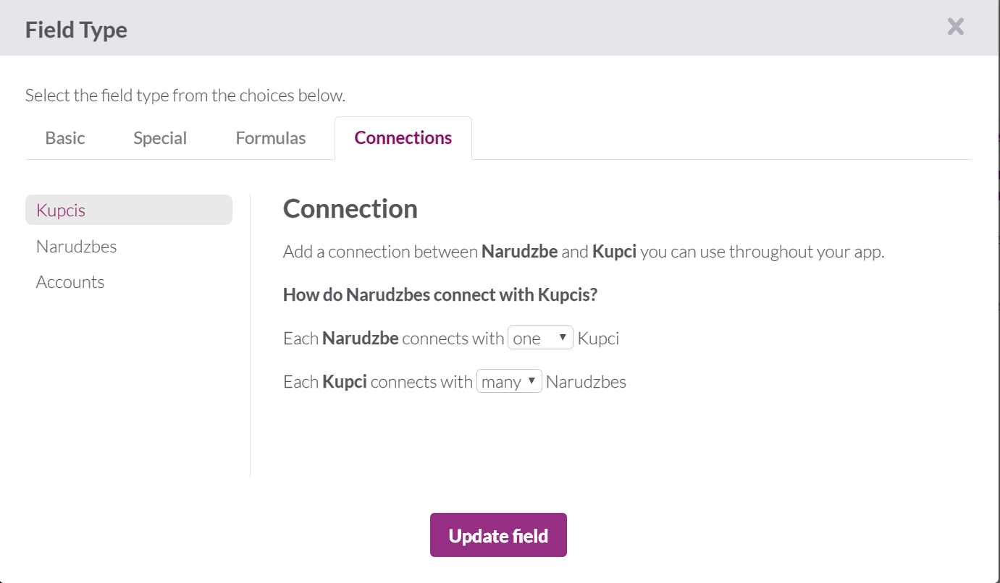 Field Type
Select the field type from the choices below.
Basic Special Formulas Connections
Kupcis
Narudzbes
Accounts
Connection
Add a connection between Narudzbe and Kupci you can use throughout your app.
How do Narudzbes connect with Kupcis?
Each Narudzbe connects with one Kupci
Each Kupci connects with many Narudzbes
Update field